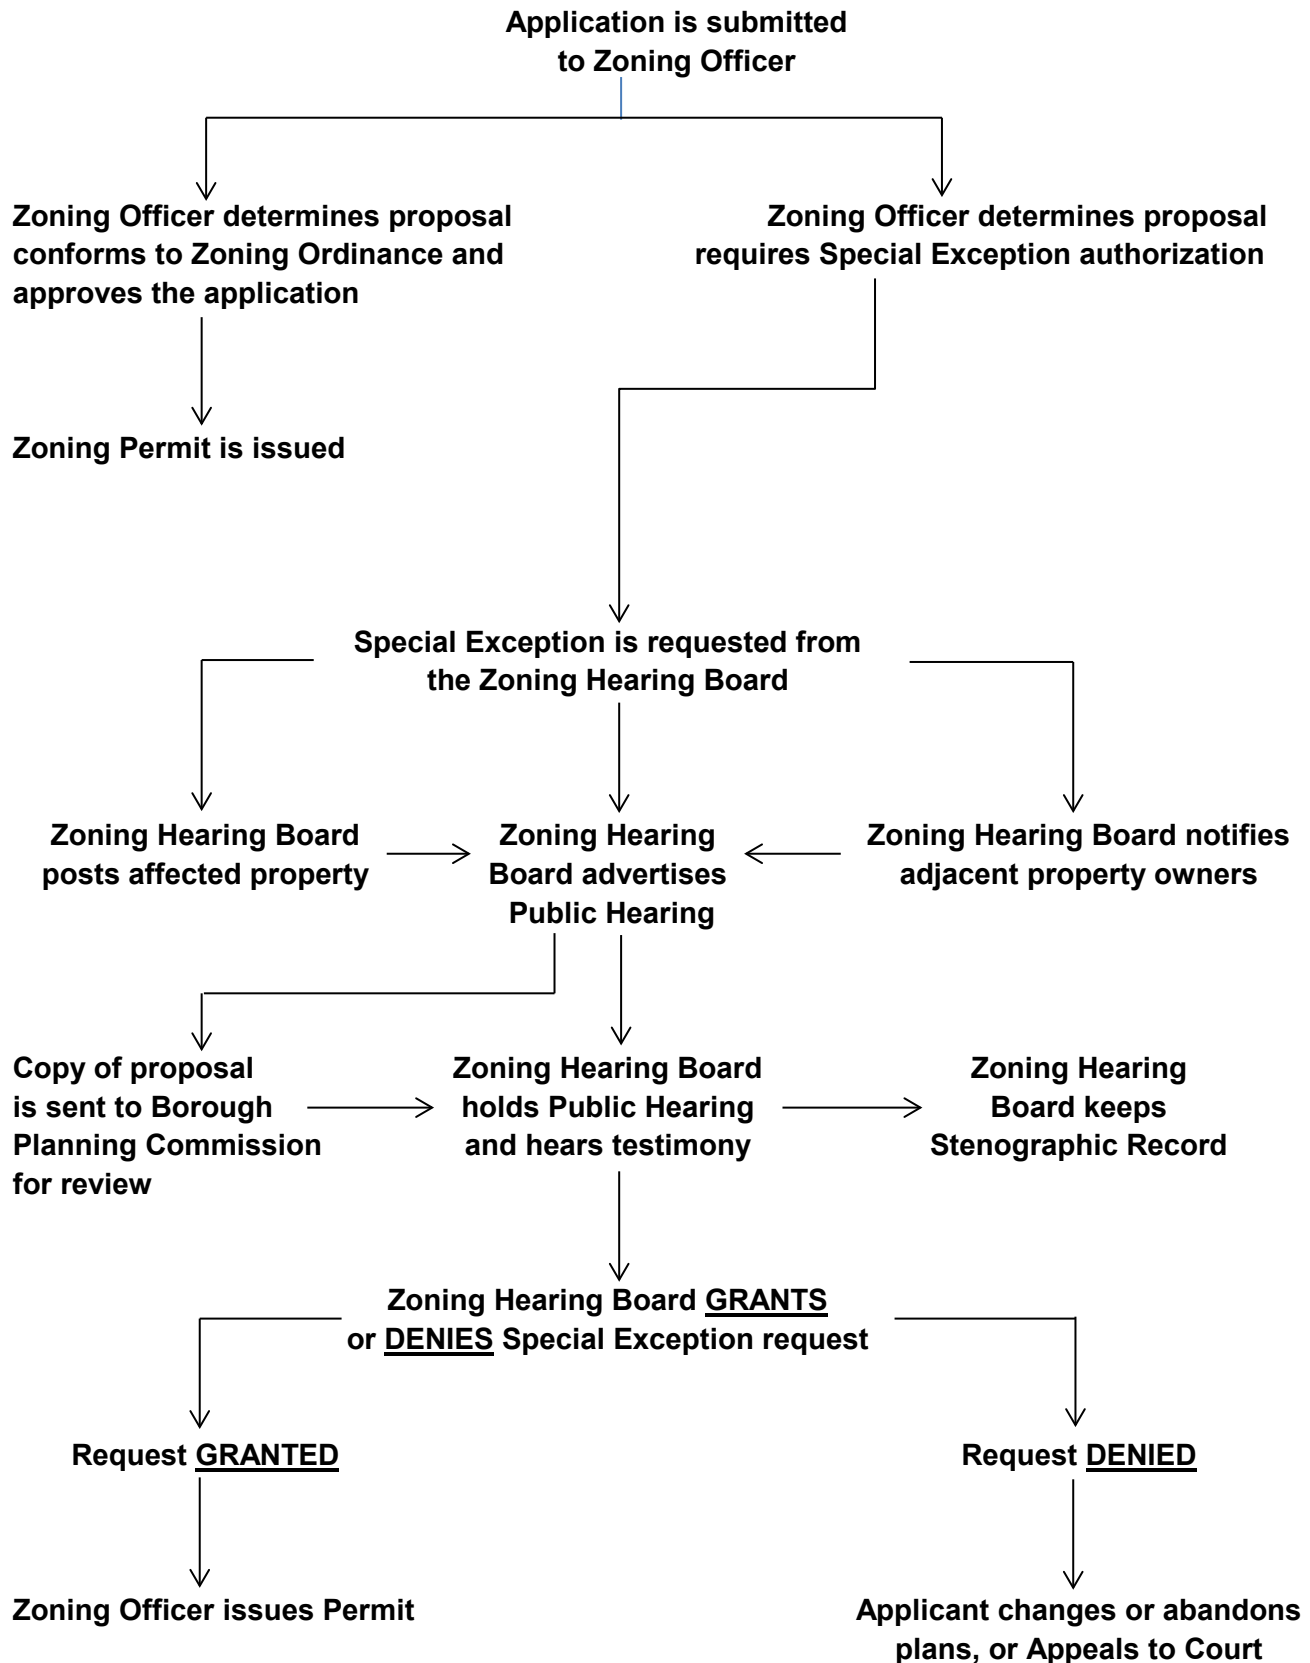 Application is submitted
to Zoning Officer
Zoning Officer determines proposal
conforms to Zoning Ordinance and
approves the application
Zoning Officer determines proposal
requires Special Exception authorization
Zoning Permit is issued
Special Exception is requested from
the Zoning Hearing Board
Zoning Hearing Board
posts affected property
Zoning Hearing
Board advertises
Public Hearing
Zoning Hearing Board notifies
adjacent property owners
Copy of proposal
is sent to Borough
Planning Commission
for review
Zoning Hearing Board
holds Public Hearing
and hears testimony
Zoning Hearing
Board keeps
Stenographic Record
Zoning Hearing Board GRANTS
or DENIES Special Exception request
Request GRANTED
Request DENIED
Zoning Officer issues Permit
Applicant changes or abandons
plans, or Appeals to Court